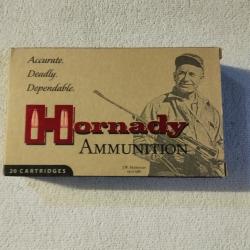 Accurate.
Deadly.
Dependable.
Hornady
AMMUNITION
20 CARTRIDGES